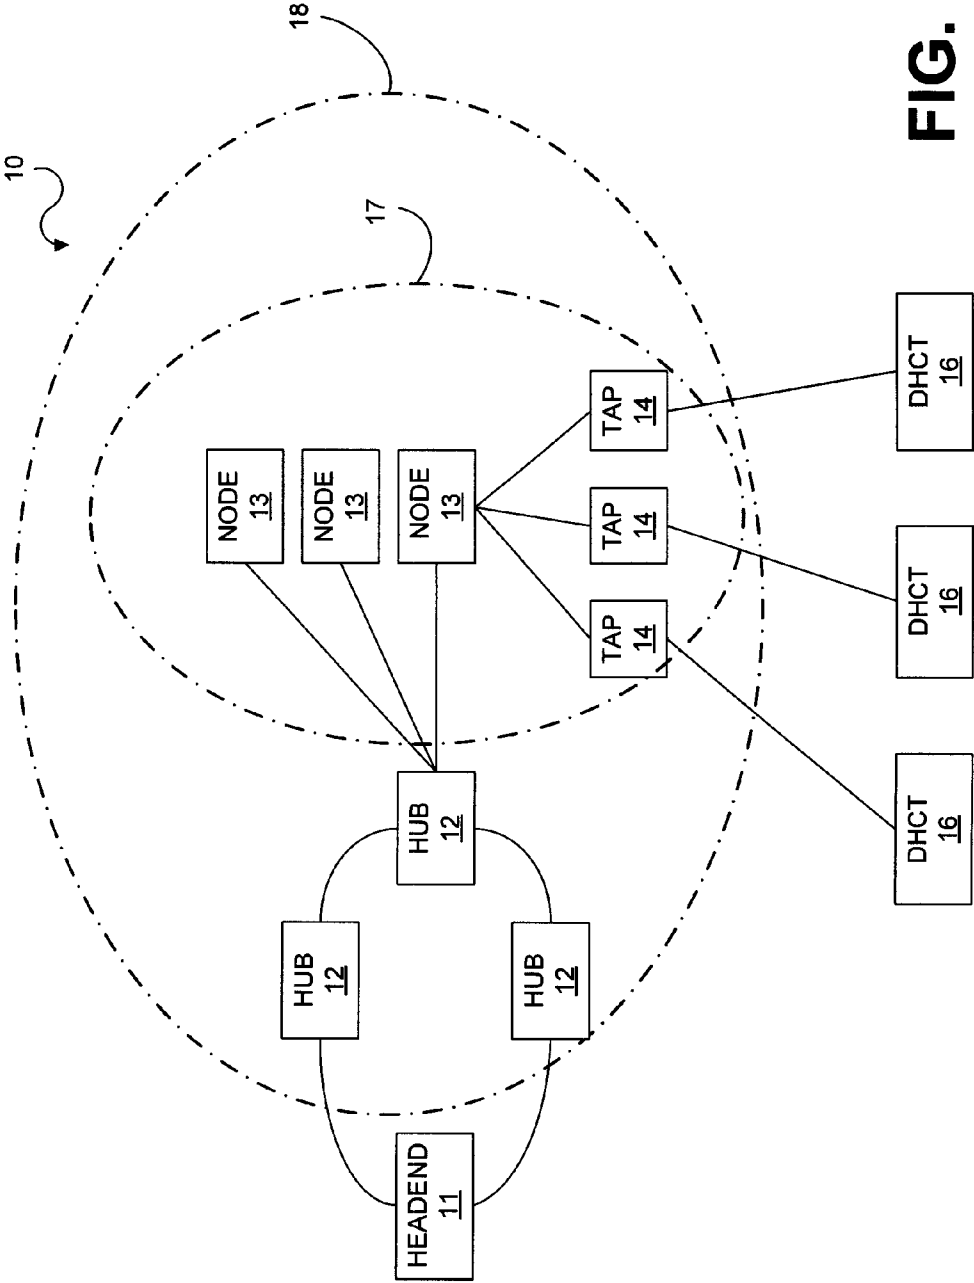 10
NODE
13
18
HUB
12
NODE
13
17
HEADEND
11
HUB
12
NODE
13
HUB
12
TAP
14
TAP
14
TAP
14
DHCT
16
DHCT
16
DHCT
16
FIG.